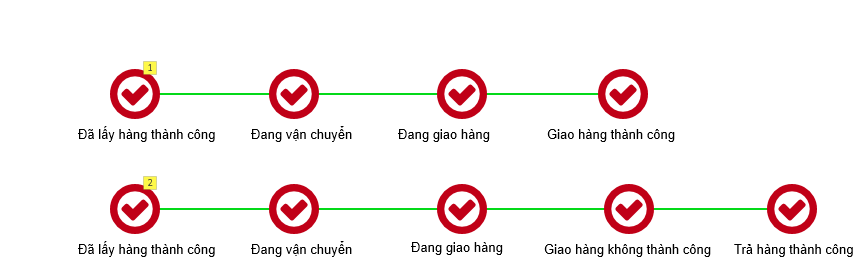 1
Đã lấy hàng thành công
Đang vận chuyển
Đang giao hàng
Giao hàng thành công
2
Đã lấy hàng thành công
Đang vận chuyển
Đang giao hàng
Giao hàng không thành công
Trả hàng thành công